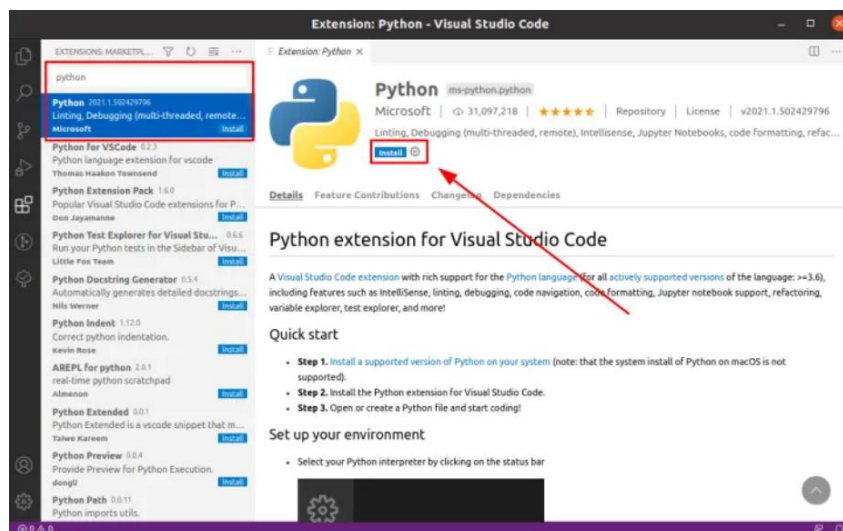 Extension: Python - Visual Studio Code
EXTENSIONS: MARKETPL...
Extension: Python
python
Python 2021.1.502429796
Linting, Debugging (multi-threaded, remote...
Microsoft Install
Python for VSCode 0.2.3
Python language extension for vscode
Thomas Haakon Townsend Install
Python Extension Pack 1.6.0
Popular Visual Studio Code extensions for P...
Don Jayamanne Install
Python Test Explorer for Visual Stu... 0.6.6
Run your Python tests in the Sidebar of Visu...
Little Fox Team Install
Python Docstring Generator 0.5.4
Automatically generates detailed docstrings...
Nils Werner Install
Python Indent 1.12.0
Correct python indentation.
Kevin Rose Install
AREPL for python 2.0.1
real-time python scratchpad
Almenon Install
Python Extended 0.0.1
Python Extended is a vscode snippet that m...
Taiwo Kareem Install
Python Preview 0.0.4
Provide Preview for Python Execution.
dongli Install
Python Path 0.0.11
Python imports utils.
Python ms-python.python
Microsoft 31,097,218 Repository License v2021.1.502429796
Linting, Debugging (multi-threaded, remote), Intellisense, Jupyter Notebooks, code formatting, refac...
Install
Details Feature Contributions Changelog Dependencies
Python extension for Visual Studio Code
A Visual Studio Code extension with rich support for the Python language (for all actively supported versions of the language: >=3.6),
including features such as IntelliSense, linting, debugging, code navigation, code formatting, Jupyter notebook support, refactoring,
variable explorer, test explorer, and more!
Quick start
Step 1. Install a supported version of Python on your system (note: that the system install of Python on macOS is not
supported).
Step 2. Install the Python extension for Visual Studio Code.
Step 3. Open or create a Python file and start coding!
Set up your environment
Select your Python interpreter by clicking on the status bar